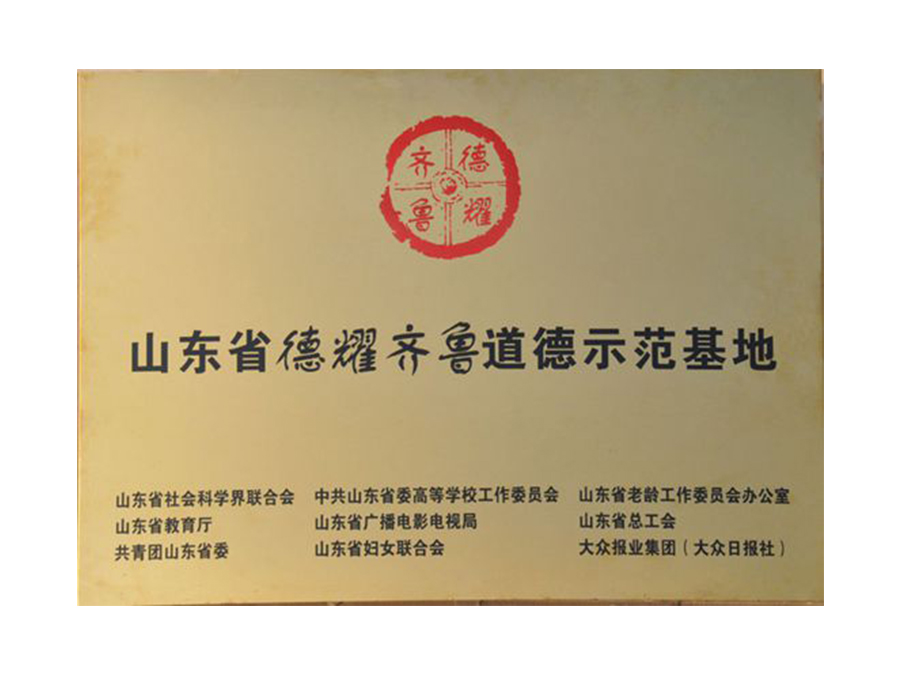 德耀
齐鲁
山东省德耀齐鲁道德示范基地
山东省社会科学界联合会 中共山东省委高等学校工作委员会 山东省老龄工作委员会办公室
山东省教育厅 山东省广播电影电视局 山东省总工会
共青团山东省委 山东省妇女联合会 大众报业集团（大众日报社）